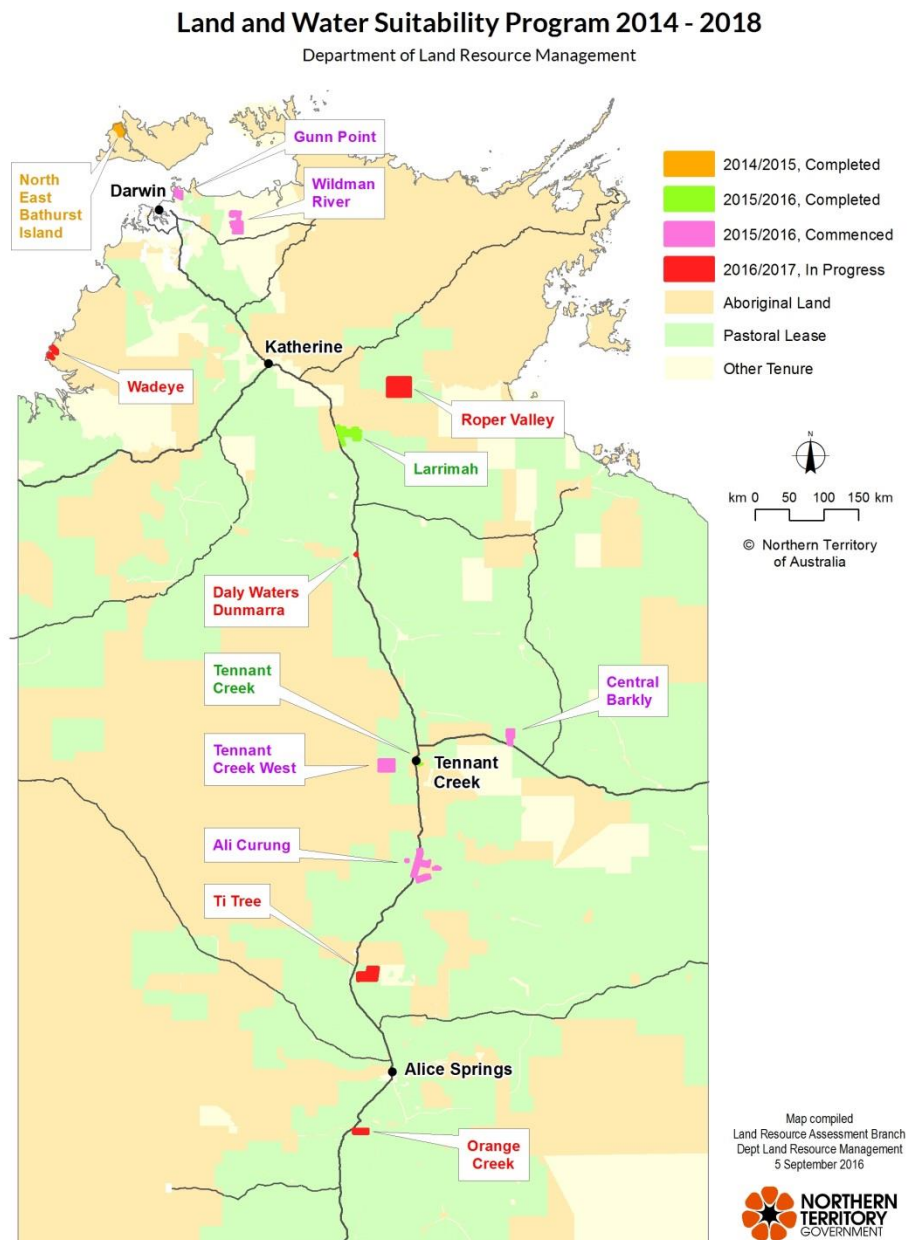 Land and Water Suitability Program 2014 - 2018
Department of Land Resource Management
Gunn Point
North
East
Bathurst
Island
Darwin
Wildman
River
2014/2015, Completed
2015/2016, Completed
2015/2016, Commenced
2016/2017, In Progress
Aboriginal Land
Pastoral Lease
Other Tenure
Katherine
Wadeye
Roper Valley
Larrimah
N
km 0 50 100 150 km
© Northern Territory
of Australia
Daly Waters
Dunmarra
Tennant
Creek
Central
Barkly
Tennant
Creek West
Tennant
Creek
Ali Curung
Ti Tree
Alice Springs
Orange
Creek
Map compiled
Land Resource Assessment Branch
Dept Land Resource Management
5 September 2016
NORTHERN
TERRITORY
GOVERNMENT